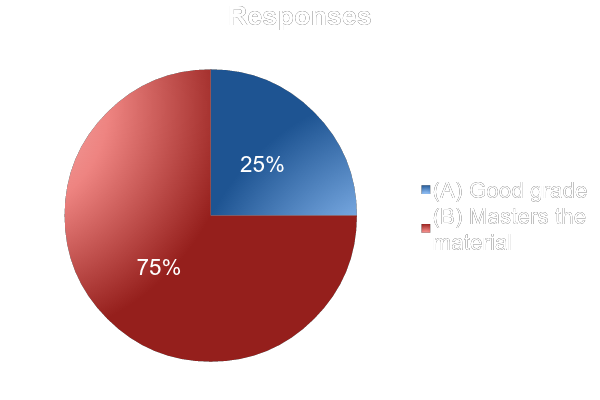 Responses
25%
75%
(A) Good grade
(B) Masters the
material